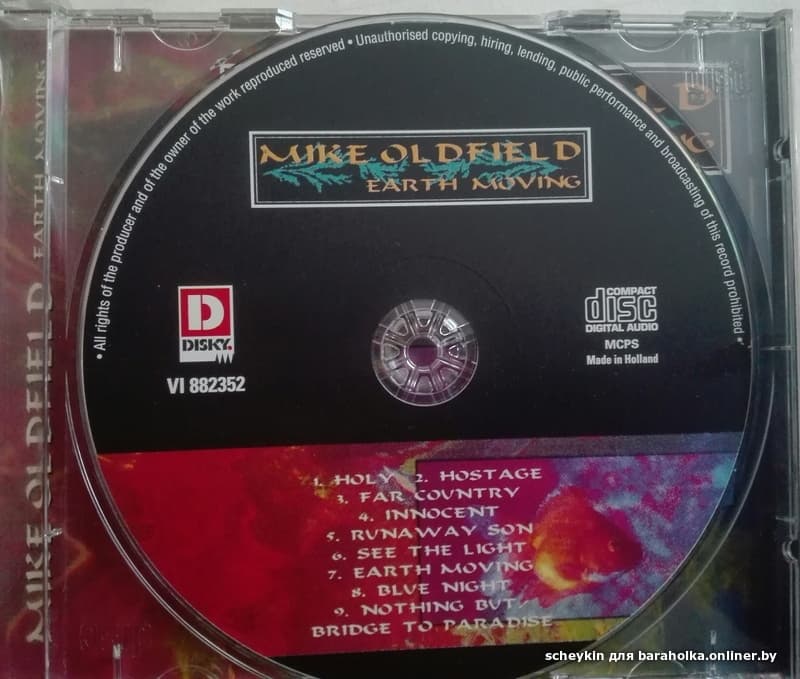 • All rights of the producer and of the owner of the work reproduced reserved • Unauthorised copying, hiring, lending, public performance and broadcasting of this record prohibited •
MIKE OLDFIELD
EARTH MOVING
MIKE OLDFIELD EARTH MOVING
D
DISKY.
VI 882352
COMPACT
disc
DIGITAL AUDIO
MCPS
Made in Holland
1. HOLY 2. HOSTAGE
3. FAR COUNTRY
4. INNOCENT
5. RUNAWAY SON
6. SEE THE LIGHT
7. EARTH MOVING
8. BLUE NIGHT
9. NOTHING BUT/
BRIDGE TO PARADISE
scheykin для baraholka.onliner.by